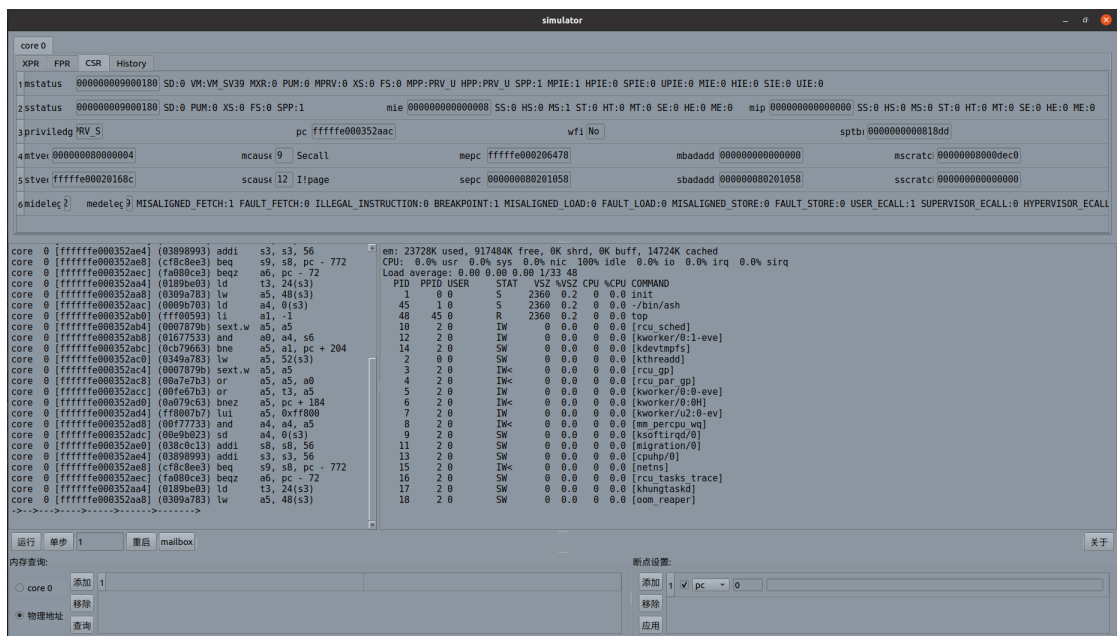 simulator
core 0
XPR FPR CSR History
1 mstatus 000000009000180 SD:0 VM:VM_SV39 MXR:0 PUM:0 MPRV:0 XS:0 FS:0 MPP:PRV_U HPP:PRV_U SPP:1 MPIE:1 HPIE:0 SPIE:0 UPIE:0 MIE:0 HIE:0 SIE:0 UIE:0
2 sstatus 000000009000180 SD:0 PUM:0 XS:0 FS:0 SPP:1 mie 000000000000008 SS:0 HS:0 MS:1 ST:0 HT:0 MT:0 SE:0 HE:0 ME:0 mip 000000000000000 SS:0 HS:0 MS:0 ST:0 HT:0 MT:0 SE:0 HE:0 ME:0
3 priviledg PRV_S pc fffffe000352aac wfi No sptb 0000000000818dd
4 mtve 000000080000004 mcause 9 Secall mepc fffffe000206478 mbadadd 000000000000000 mscratc 00000008000dec0
5 stve fffffe00020168c scause 12 I!page sepc 000000080201058 sbadadd 000000080201058 sscratc 000000000000000
6 mideleg 2 medeleg 9 MISALIGNED_FETCH:1 FAULT_FETCH:0 ILLEGAL_INSTRUCTION:0 BREAKPOINT:1 MISALIGNED_LOAD:0 FAULT_LOAD:0 MISALIGNED_STORE:0 FAULT_STORE:0 USER_ECALL:1 SUPERVISOR_ECALL:0 HYPERVISOR_ECALL
core 0 [ffffffe000352ae4] (03898993) addi s3, s3, 56
core 0 [ffffffe000352ae8] (cf8c8ee3) beq s9, s8, pc - 772
core 0 [ffffffe000352aec] (fa080ce3) beqz a6, pc - 72
core 0 [ffffffe000352aa4] (0189be03) ld t3, 24(s3)
core 0 [ffffffe000352aa8] (0309a783) lw a5, 48(s3)
core 0 [ffffffe000352aac] (0009b703) ld a4, 0(s3)
core 0 [ffffffe000352ab0] (fff00593) li a1, -1
core 0 [ffffffe000352ab4] (0007879b) sext.w a5, a5
core 0 [ffffffe000352ab8] (01677533) and a0, a4, s6
core 0 [ffffffe000352abc] (0cb79663) bne a5, a1, pc + 204
core 0 [ffffffe000352ac0] (0349a783) lw a5, 52(s3)
core 0 [ffffffe000352ac4] (0007879b) sext.w a5, a5
core 0 [ffffffe000352ac8] (00a7e7b3) or a5, a5, a0
core 0 [ffffffe000352acc] (00fe67b3) or a5, t3, a5
core 0 [ffffffe000352ad0] (0a079c63) bnez a5, pc + 184
core 0 [ffffffe000352ad4] (ff8007b7) lui a5, 0xff800
core 0 [ffffffe000352ad8] (00f77733) and a4, a4, a5
core 0 [ffffffe000352adc] (00e9b023) sd a4, 0(s3)
core 0 [ffffffe000352ae0] (038c0c13) addi s8, s8, 56
core 0 [ffffffe000352ae4] (03898993) addi s3, s3, 56
core 0 [ffffffe000352ae8] (cf8c8ee3) beq s9, s8, pc - 772
core 0 [ffffffe000352aec] (fa080ce3) beqz a6, pc - 72
core 0 [ffffffe000352aa4] (0189be03) ld t3, 24(s3)
core 0 [ffffffe000352aa8] (0309a783) lw a5, 48(s3)
->-->--->---->----->------>------->
em: 23728K used, 917484K free, 0K shrd, 0K buff, 14724K cached
CPU: 0.0% usr 0.0% sys 0.0% nic 100% idle 0.0% io 0.0% irq 0.0% sirq
Load average: 0.00 0.00 0.00 1/33 48
PID PPID USER STAT VSZ %VSZ CPU %CPU COMMAND
1 0 0 S 2360 0.2 0 0.0 init
45 1 0 S 2360 0.2 0 0.0 -/bin/ash
48 45 0 R 2360 0.2 0 0.0 top
10 2 0 IW 0 0.0 0 0.0 [rcu_sched]
12 2 0 IW 0 0.0 0 0.0 [kworker/0:1-eve]
14 2 0 SW 0 0.0 0 0.0 [kdevtmpfs]
2 0 0 SW 0 0.0 0 0.0 [kthreadd]
3 2 0 IW< 0 0.0 0 0.0 [rcu_gp]
4 2 0 IW< 0 0.0 0 0.0 [rcu_par_gp]
5 2 0 IW 0 0.0 0 0.0 [kworker/0:0-eve]
6 2 0 IW< 0 0.0 0 0.0 [kworker/0:0H]
7 2 0 IW 0 0.0 0 0.0 [kworker/u2:0-ev]
8 2 0 IW< 0 0.0 0 0.0 [mm_percpu_wq]
9 2 0 SW 0 0.0 0 0.0 [ksoftirqd/0]
11 2 0 SW 0 0.0 0 0.0 [migration/0]
13 2 0 SW 0 0.0 0 0.0 [cpuhp/0]
15 2 0 IW< 0 0.0 0 0.0 [netns]
16 2 0 SW 0 0.0 0 0.0 [rcu_tasks_trace]
17 2 0 SW 0 0.0 0 0.0 [khungtaskd]
18 2 0 SW 0 0.0 0 0.0 [oom_reaper]
运行 单步 1 重启 mailbox 关于
内存查询:
core 0
物理地址
添加 1
移除
查询
断点设置:
添加 1 pc 0
移除
应用